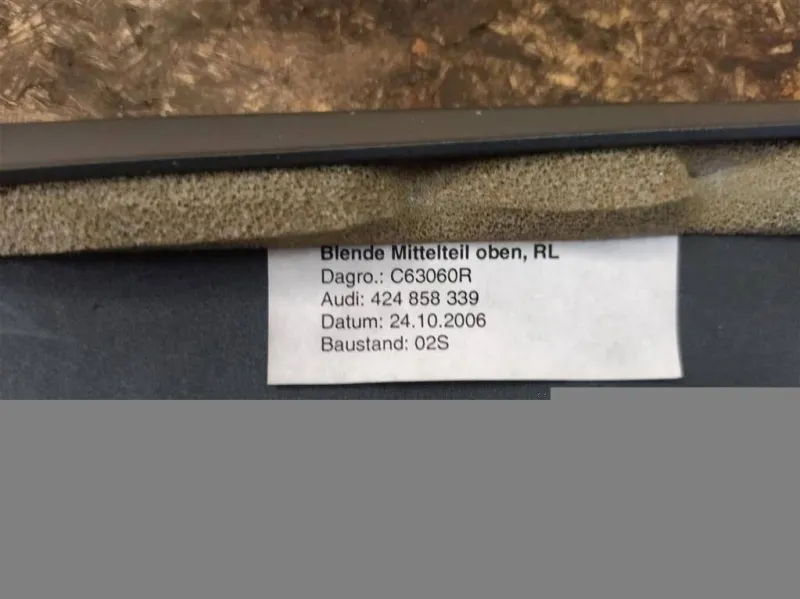 Blende Mittelteil oben, RL
Dagro.: C63060R
Audi: 424 858 339
Datum: 24.10.2006
Baustand: 02S